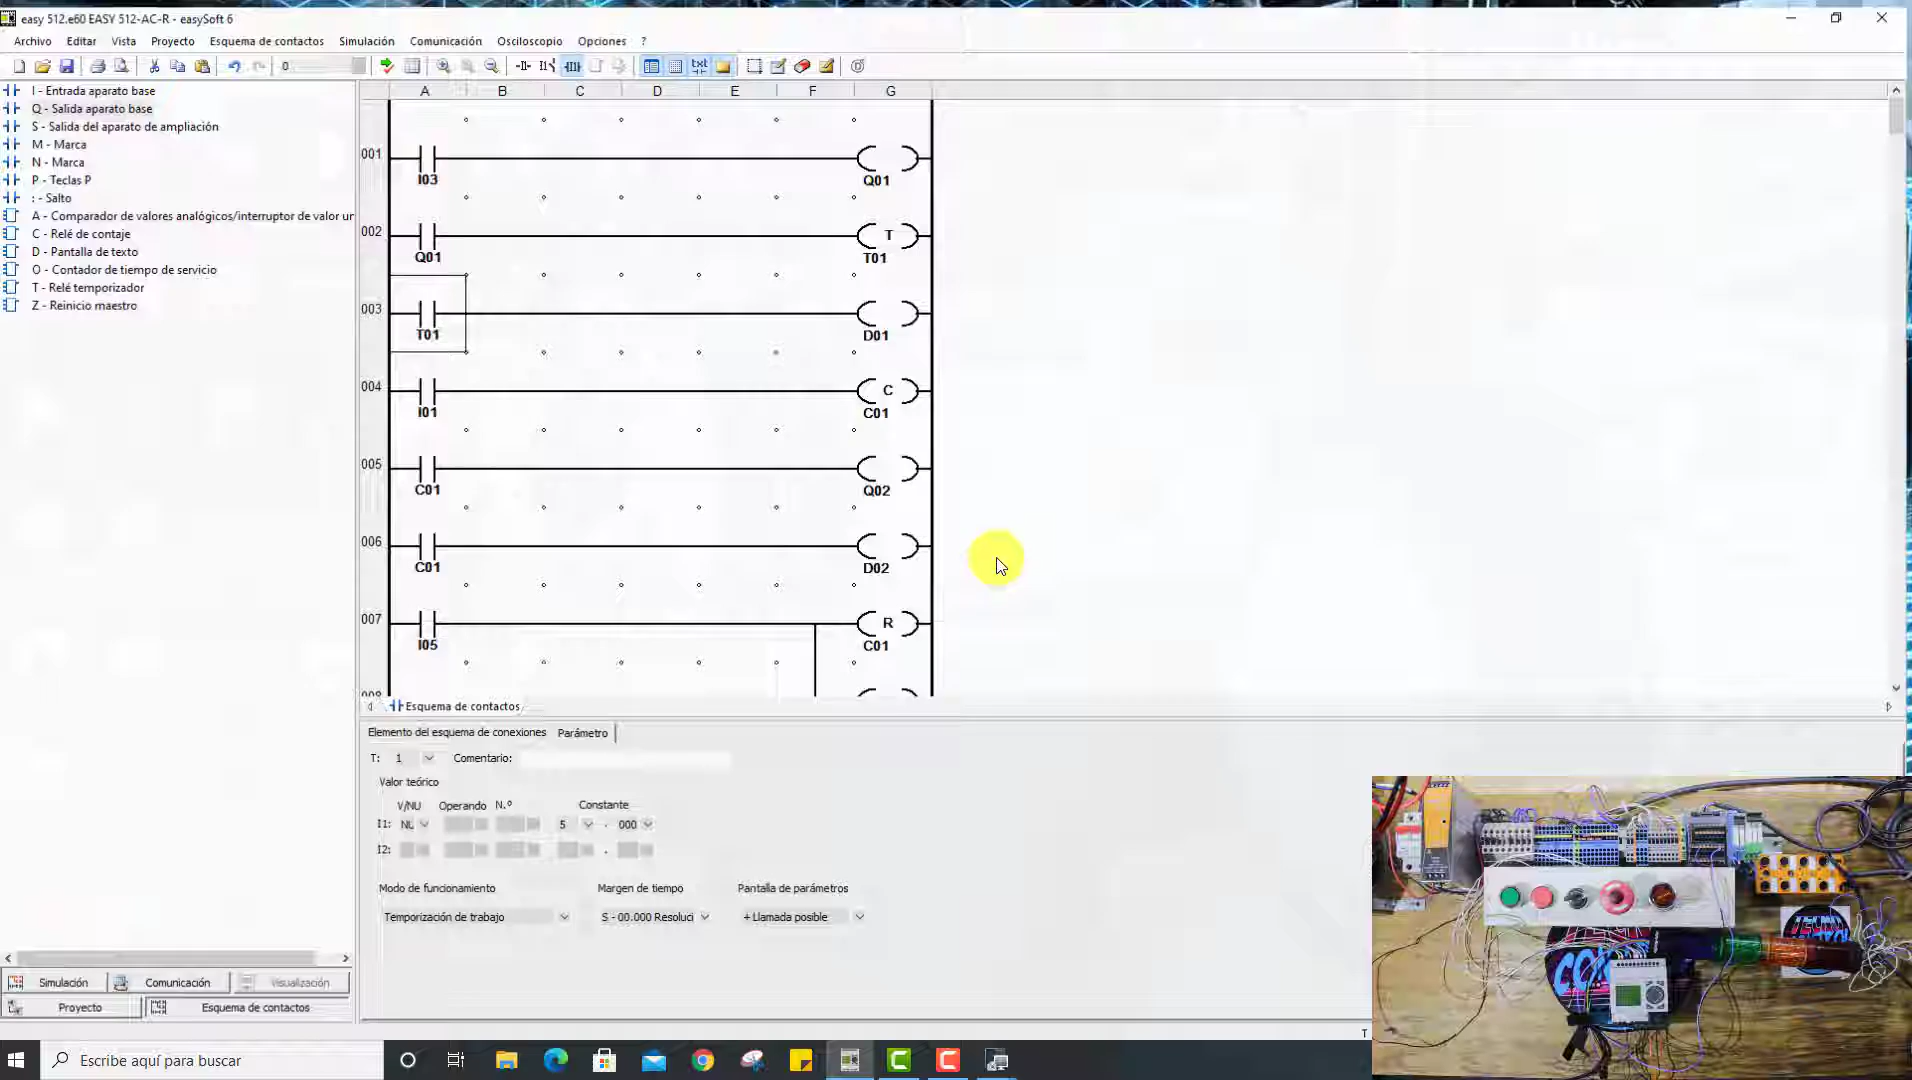 easy 512.e60 EASY 512-AC-R - easySoft 6
Archivo Editar Vista Proyecto Esquema de contactos Simulación Comunicación Osciloscopio Opciones ?
0
txt
I - Entrada aparato base
Q - Salida aparato base
S - Salida del aparato de ampliación
M - Marca
N - Marca
P - Teclas P
: - Salto
A - Comparador de valores analógicos/interruptor de valor ur
C - Relé de contaje
D - Pantalla de texto
O - Contador de tiempo de servicio
T - Relé temporizador
Z - Reinicio maestro
A B C D E F G
001
I03 Q01
002 T
Q01 T01
003
T01 D01
004 C
I01 C01
005
C01 Q02
006
C01 D02
007 R
I05 C01
008
Esquema de contactos
Elemento del esquema de conexiones Parámetro
T: 1 Comentario:
Valor teórico
V/NU Operando N.º Constante
I1: NU 5 . 000
I2: .
Modo de funcionamiento Margen de tiempo Pantalla de parámetros
Temporización de trabajo S - 00.000 Resoluci + Llamada posible
Simulación Comunicación Visualización
Proyecto Esquema de contactos
T
Escribe aquí para buscar